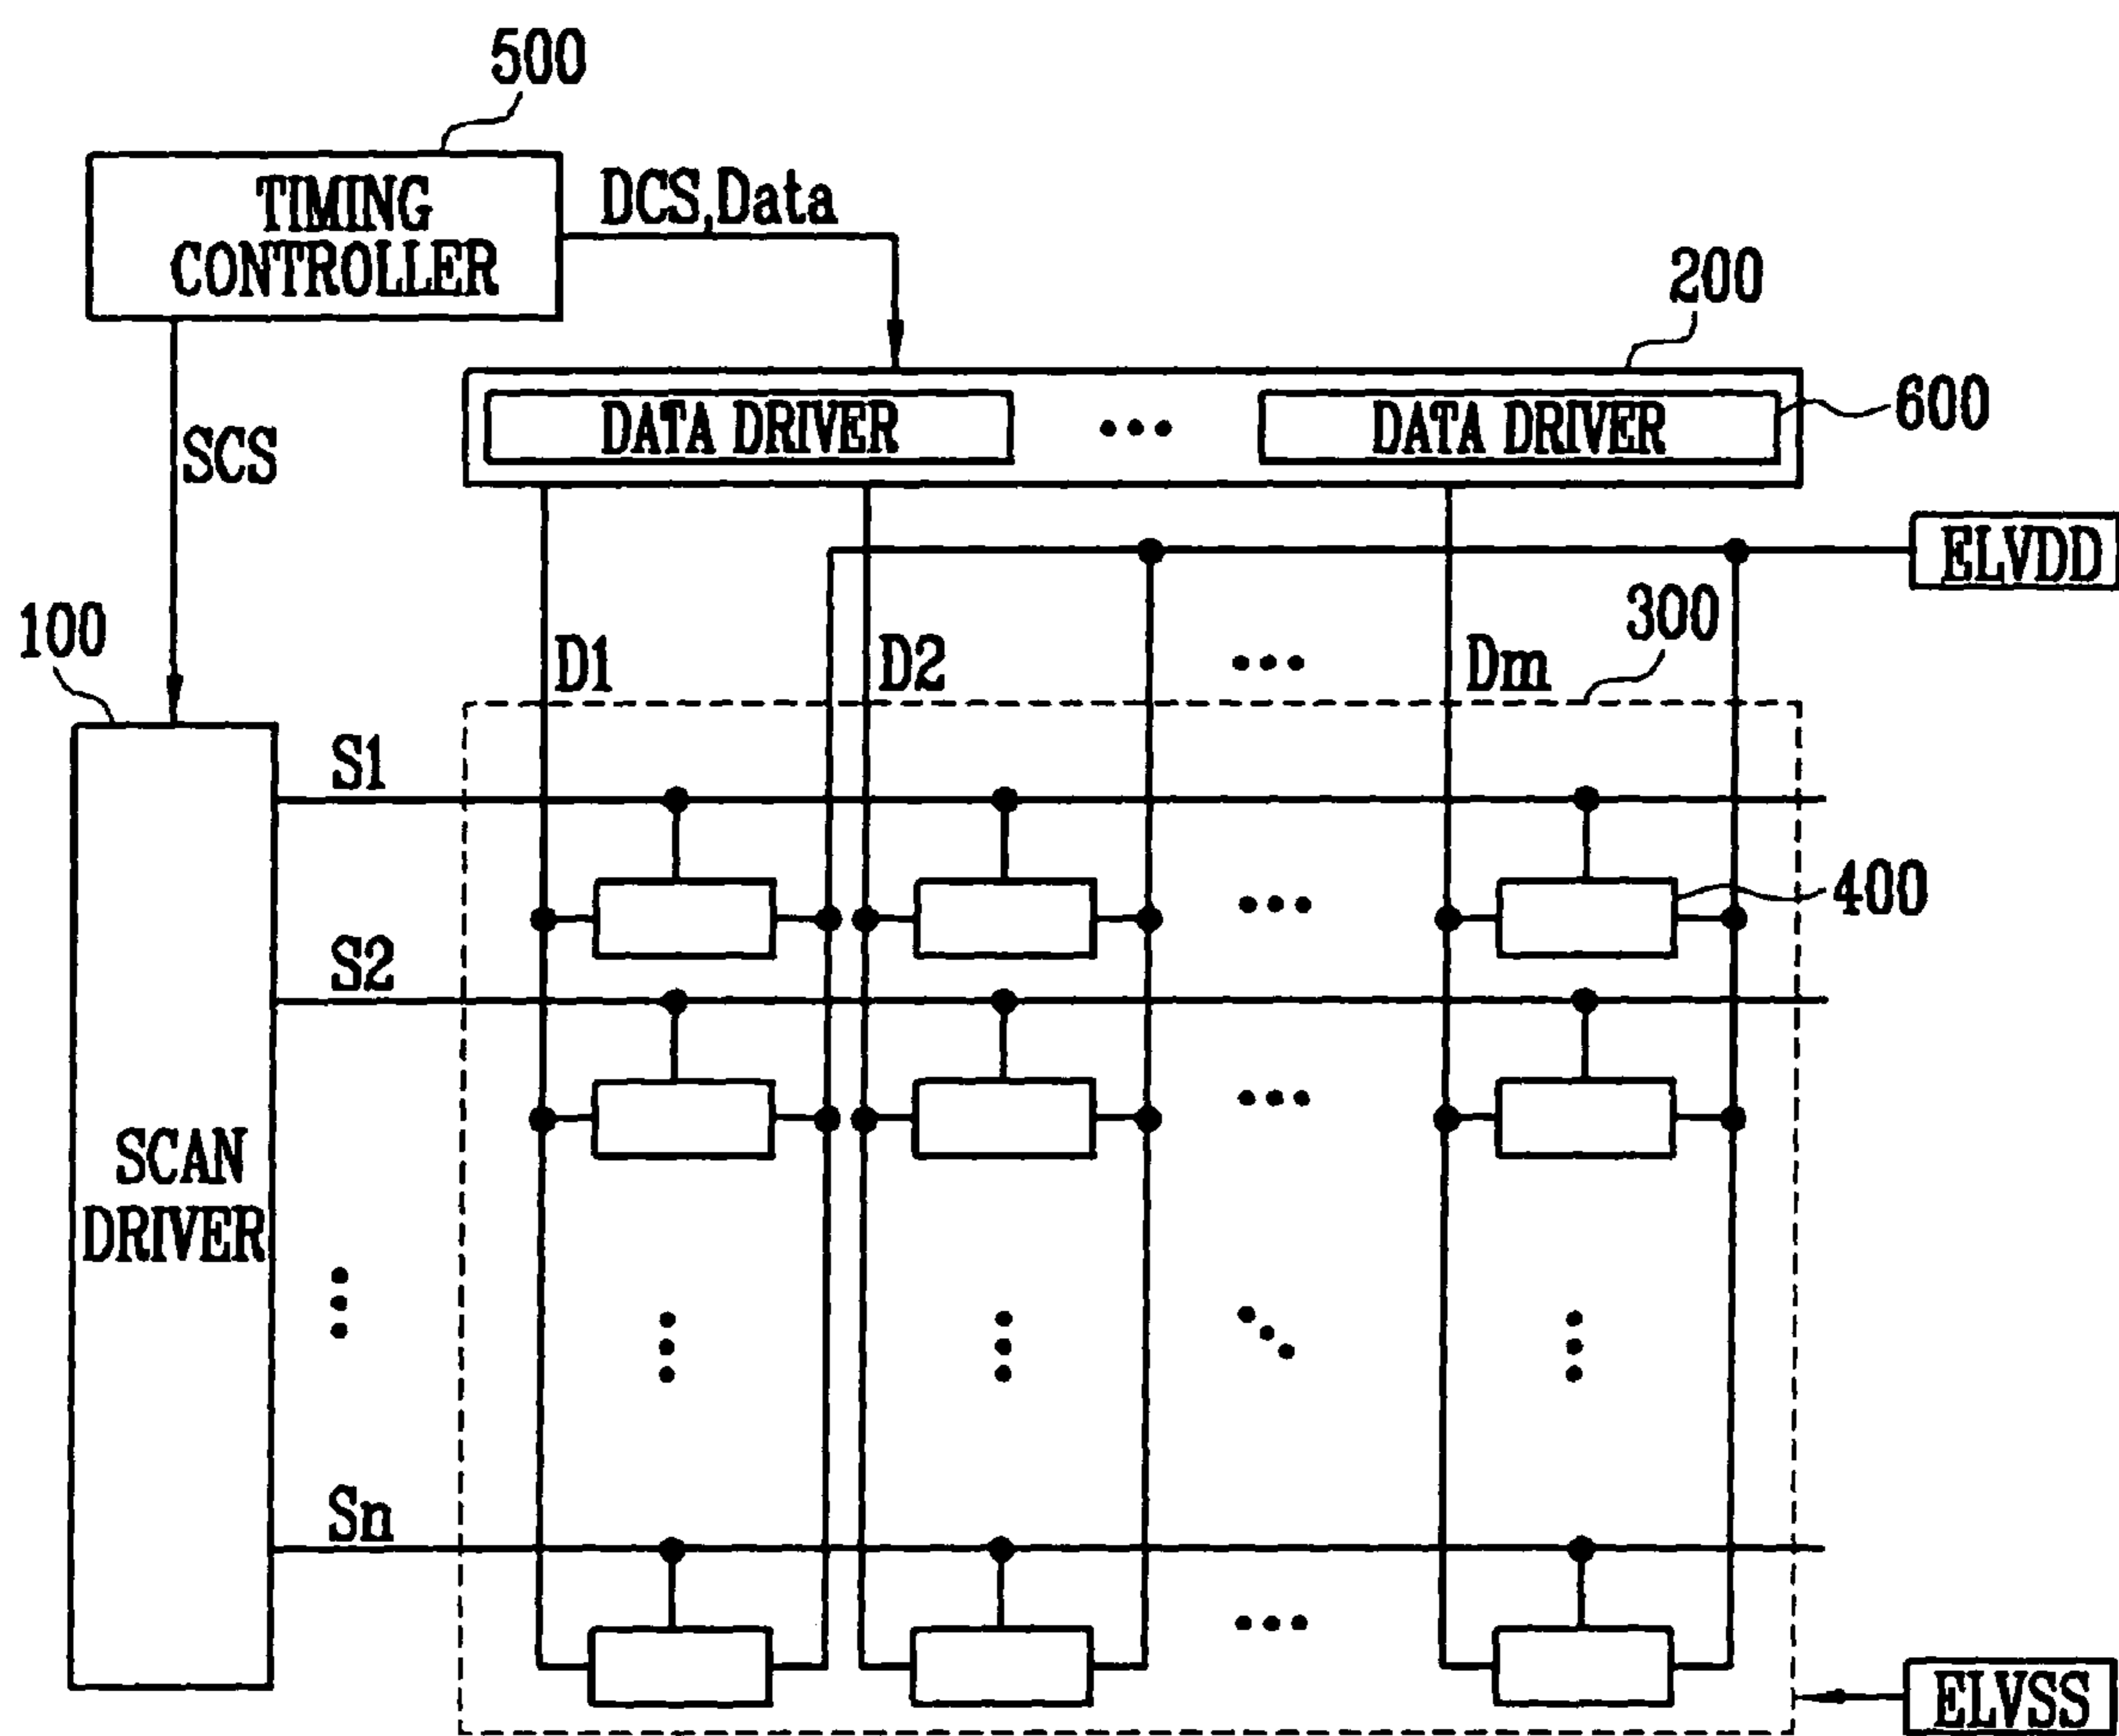 500
TIMING
CONTROLLER
DCS,Data
200
DATA DRIVER
DATA DRIVER
600
SCS
ELVDD
100
300
D1
D2
Dm
S1
400
S2
SCAN
DRIVER
Sn
ELVSS